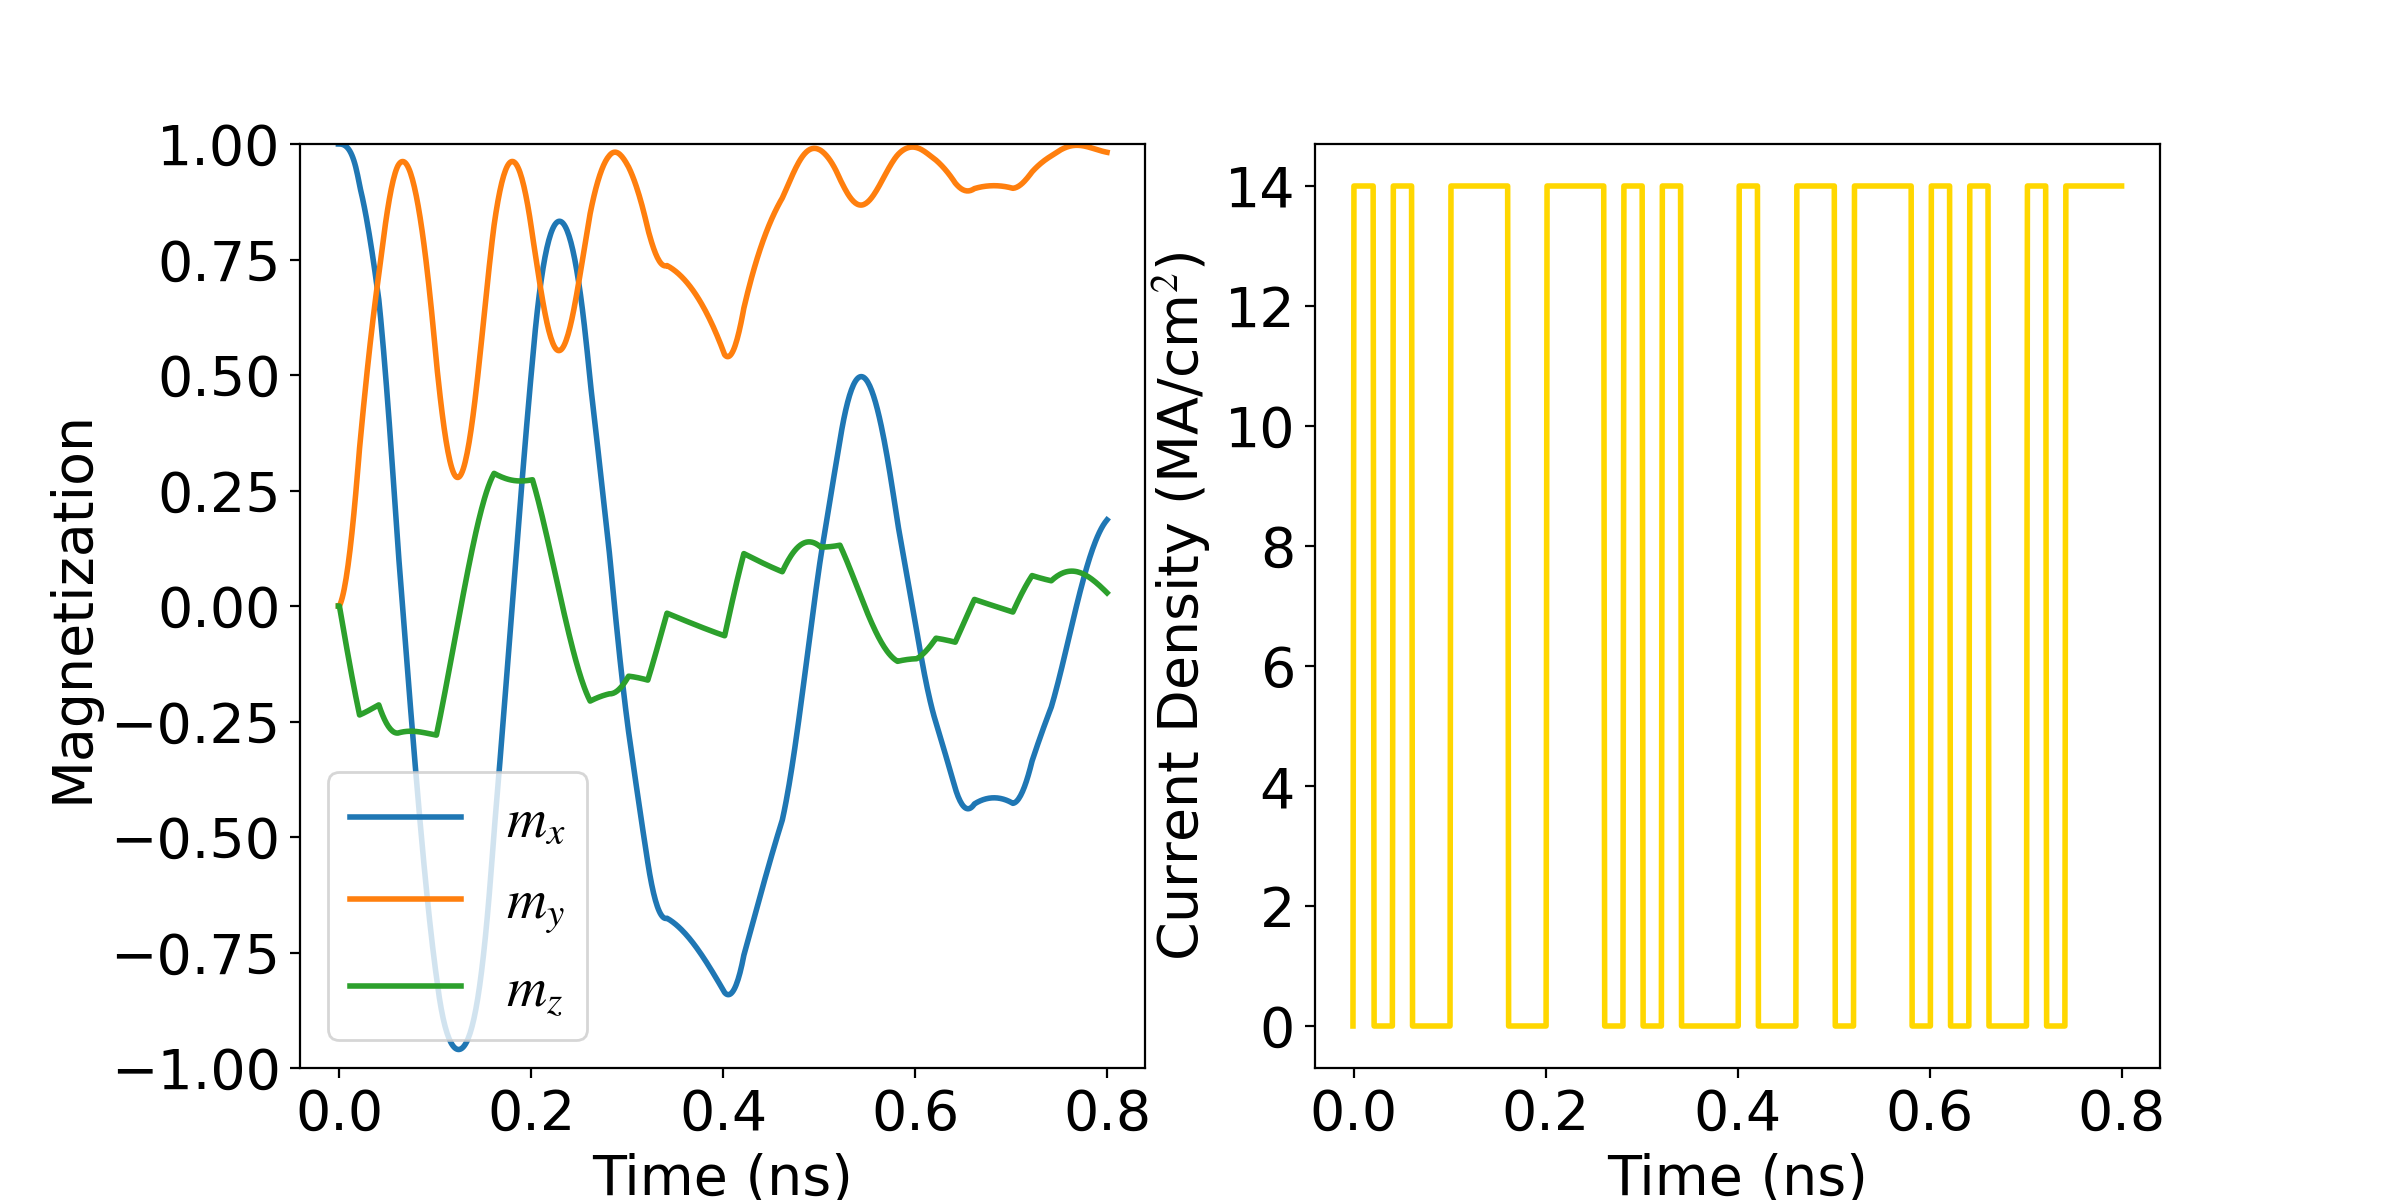 1.00
0.75
0.50
0.25
0.00
−0.25
−0.50
−0.75
−1.00
Magnetization
0.0 0.2 0.4 0.6 0.8
Time (ns)
m_x
m_y
m_z
14
12
10
8
6
4
2
0
Current Density (MA/cm²)
0.0 0.2 0.4 0.6 0.8
Time (ns)